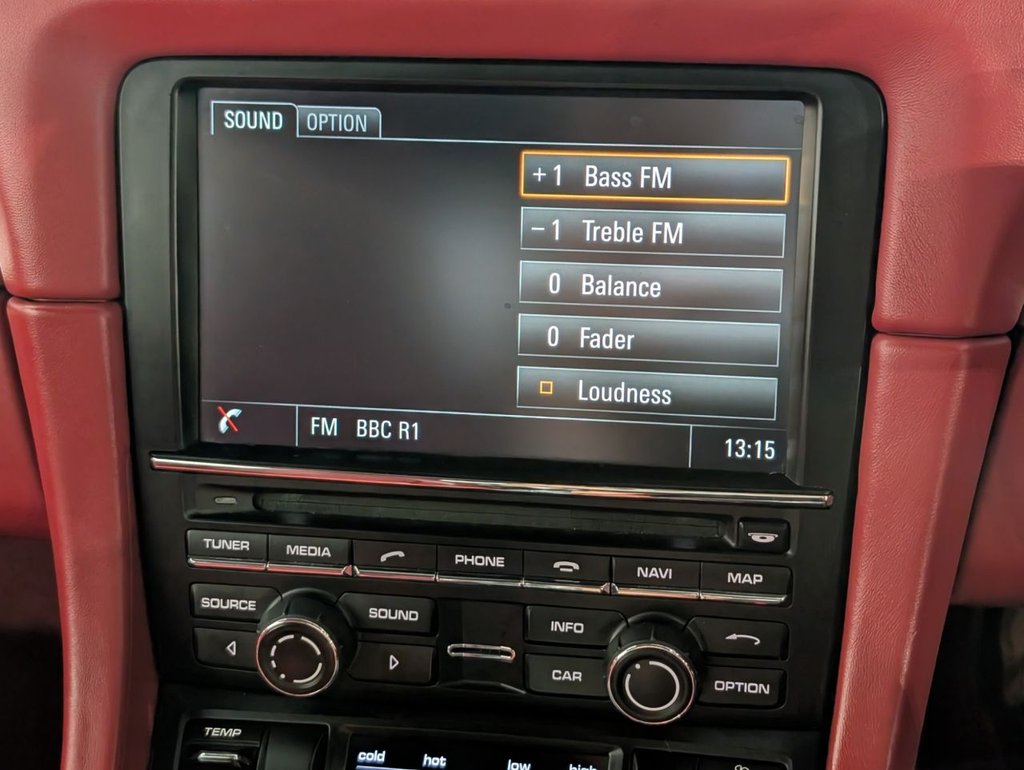 SOUND OPTION
+ 1 Bass FM
− 1 Treble FM
0 Balance
0 Fader
Loudness
FM BBC R1 13:15
TUNER MEDIA PHONE NAVI MAP
SOURCE SOUND INFO
CAR OPTION
TEMP
cold hot low high